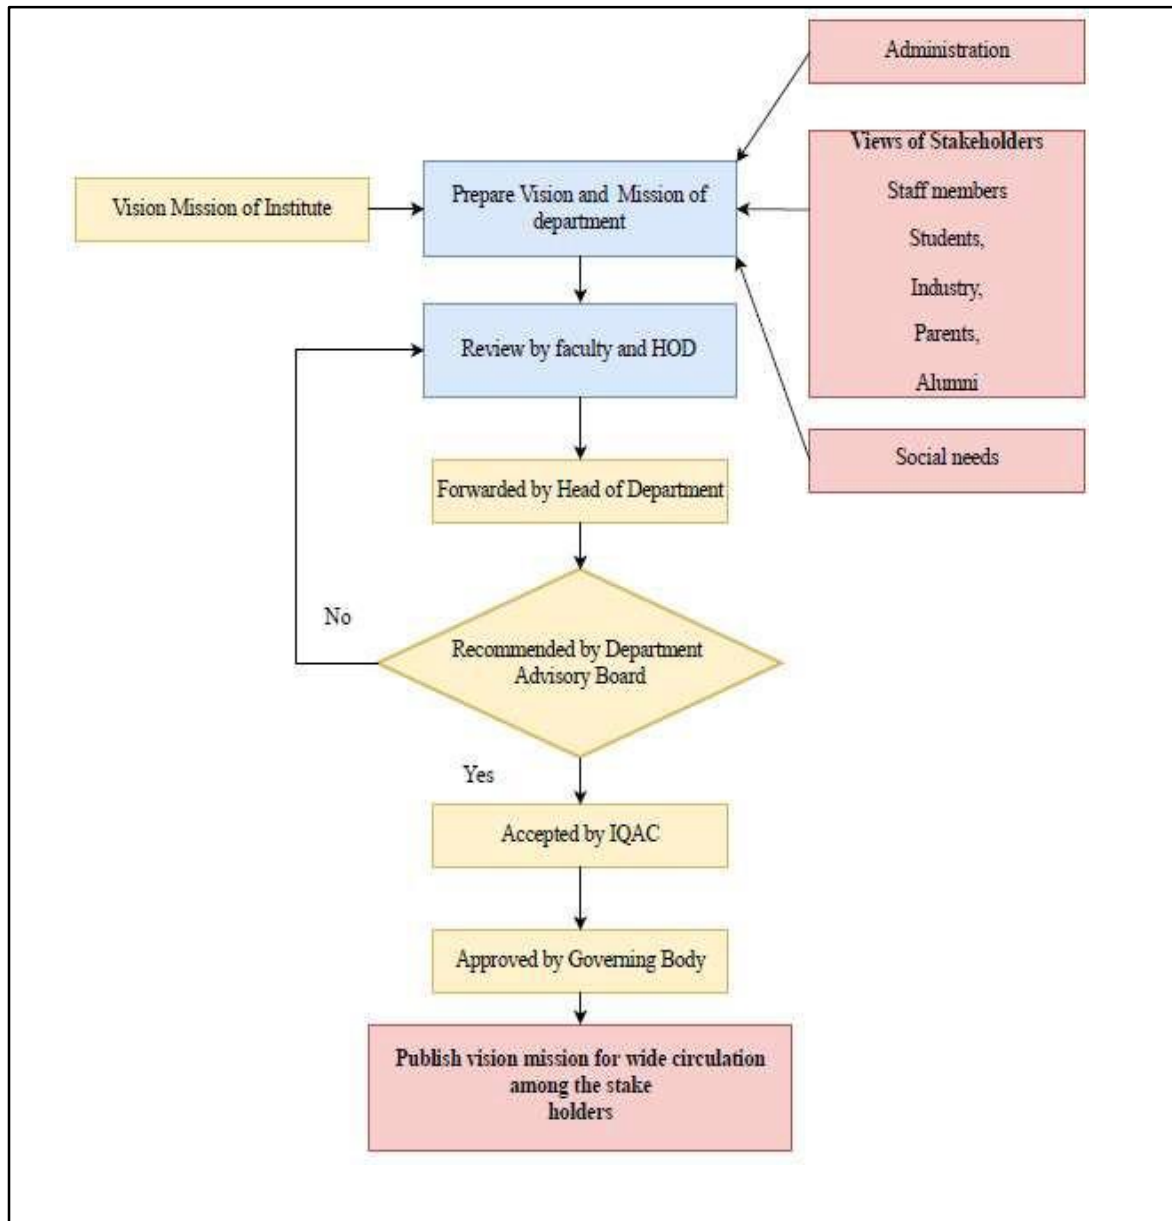 Administration
Views of Stakeholders
Staff members
Students,
Industry,
Parents,
Alumni
Social needs
Vision Mission of Institute
Prepare Vision and Mission of
department
Review by faculty and HOD
Forwarded by Head of Department
No
Recommended by Department
Advisory Board
Yes
Accepted by IQAC
Approved by Governing Body
Publish vision mission for wide circulation
among the stake
holders